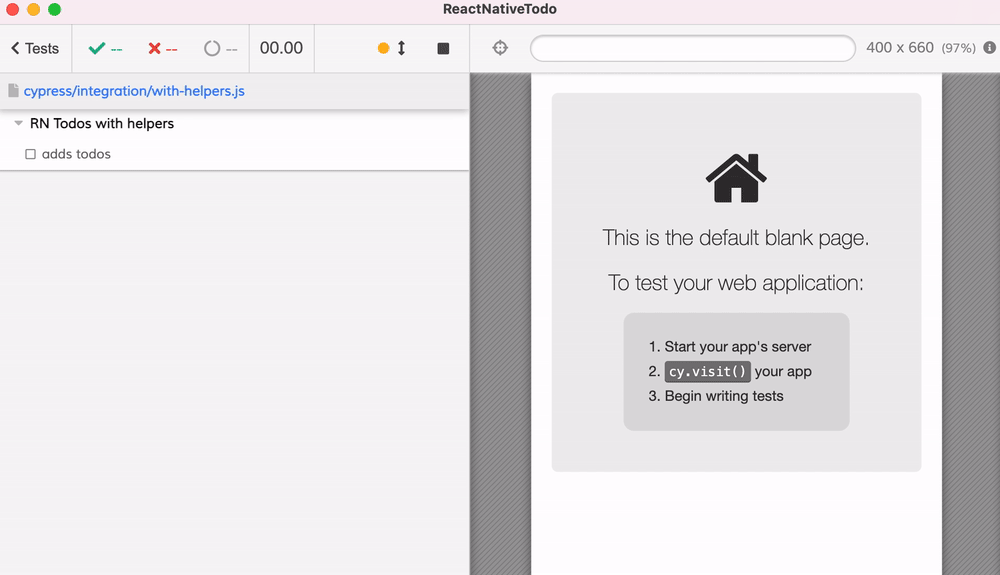 ReactNativeTodo
Tests -- -- -- 00.00 400 x 660 (97%)
cypress/integration/with-helpers.js
RN Todos with helpers
adds todos
This is the default blank page.
To test your web application:
1. Start your app's server
2. cy.visit() your app
3. Begin writing tests